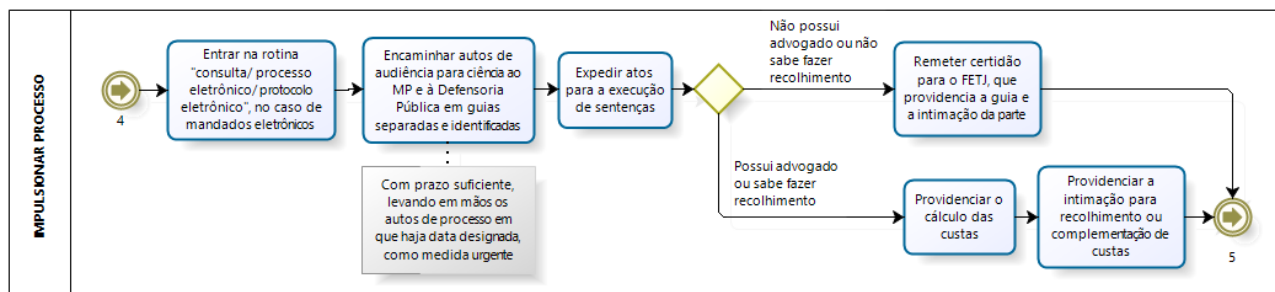 IMPULSIONAR PROCESSO
4
Entrar na rotina
"consulta/ processo
eletrônico/ protocolo
eletrônico", no caso de
mandados eletrônicos
Encaminhar autos de
audiência para ciência ao
MP e à Defensoria
Pública em guias
separadas e identificadas
Com prazo suficiente,
levando em mãos os
autos de processo em
que haja data designada,
como medida urgente
Expedir atos
para a execução
de sentenças
Não possui
advogado ou não
sabe fazer
recolhimento
Remeter certidão
para o FETJ, que
providencia a guia e
a intimação da parte
Possui advogado
ou sabe fazer
recolhimento
Providenciar o
cálculo das
custas
Providenciar a
intimação para
recolhimento ou
complementação de
custas
5